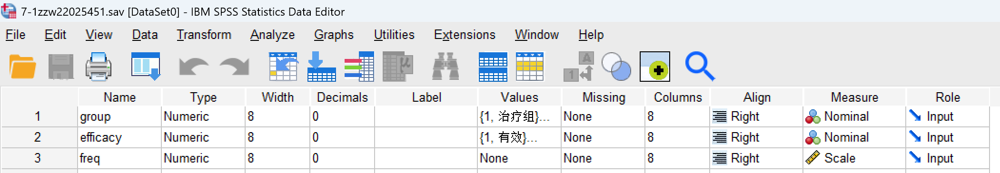 7-1zzw22025451.sav [DataSet0] - IBM SPSS Statistics Data Editor
File Edit View Data Transform Analyze Graphs Utilities Extensions Window Help
A
μ
1
Name Type Width Decimals Label Values Missing Columns Align Measure Role
1 group Numeric 8 0 {1, 治疗组}... None 8 Right Nominal Input
2 efficacy Numeric 8 0 {1, 有效}... None 8 Right Nominal Input
3 freq Numeric 8 0 None None 8 Right Scale Input